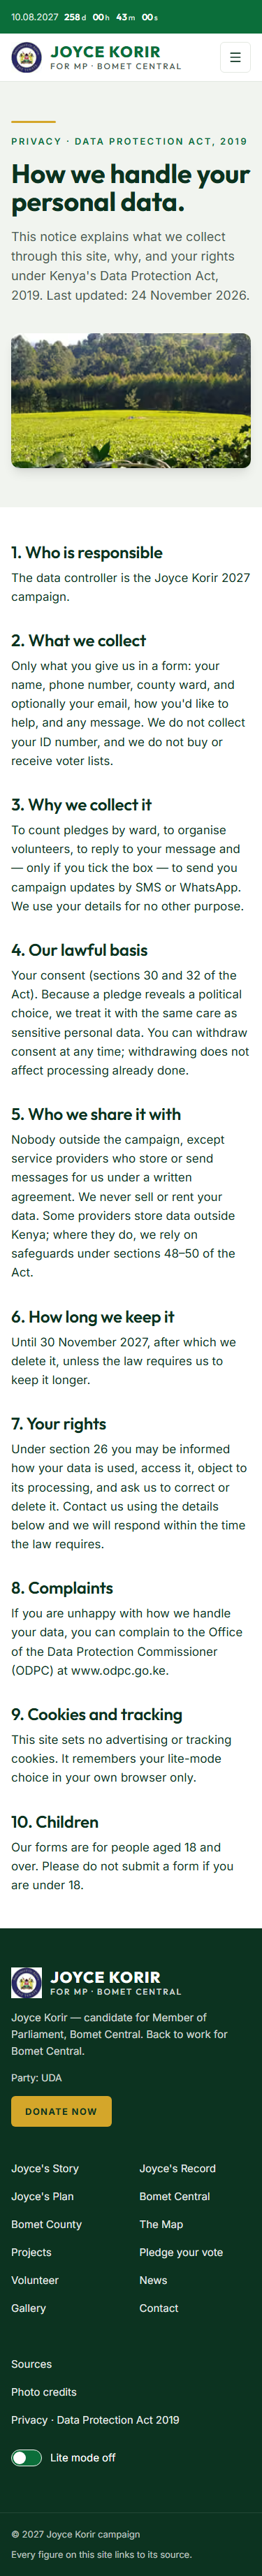 10.08.2027 258 d 00 h 43 m 00 s
JOYCE KORIR
FOR MP · BOMET CENTRAL
PRIVACY · DATA PROTECTION ACT, 2019
How we handle your
personal data.
This notice explains what we collect
through this site, why, and your rights
under Kenya's Data Protection Act,
2019. Last updated: 24 November 2026.
1. Who is responsible
The data controller is the Joyce Korir 2027
campaign.
2. What we collect
Only what you give us in a form: your
name, phone number, county ward, and
optionally your email, how you'd like to
help, and any message. We do not collect
your ID number, and we do not buy or
receive voter lists.
3. Why we collect it
To count pledges by ward, to organise
volunteers, to reply to your message and
— only if you tick the box — to send you
campaign updates by SMS or WhatsApp.
We use your details for no other purpose.
4. Our lawful basis
Your consent (sections 30 and 32 of the
Act). Because a pledge reveals a political
choice, we treat it with the same care as
sensitive personal data. You can withdraw
consent at any time; withdrawing does not
affect processing already done.
5. Who we share it with
Nobody outside the campaign, except
service providers who store or send
messages for us under a written
agreement. We never sell or rent your
data. Some providers store data outside
Kenya; where they do, we rely on
safeguards under sections 48–50 of the
Act.
6. How long we keep it
Until 30 November 2027, after which we
delete it, unless the law requires us to
keep it longer.
7. Your rights
Under section 26 you may be informed
how your data is used, access it, object to
its processing, and ask us to correct or
delete it. Contact us using the details
below and we will respond within the time
the law requires.
8. Complaints
If you are unhappy with how we handle
your data, you can complain to the Office
of the Data Protection Commissioner
(ODPC) at www.odpc.go.ke.
9. Cookies and tracking
This site sets no advertising or tracking
cookies. It remembers your lite-mode
choice in your own browser only.
10. Children
Our forms are for people aged 18 and
over. Please do not submit a form if you
are under 18.
JOYCE KORIR
FOR MP · BOMET CENTRAL
Joyce Korir — candidate for Member of
Parliament, Bomet Central. Back to work for
Bomet Central.
Party: UDA
DONATE NOW
Joyce's Story Joyce's Record
Joyce's Plan Bomet Central
Bomet County The Map
Projects Pledge your vote
Volunteer News
Gallery Contact
Sources
Photo credits
Privacy · Data Protection Act 2019
Lite mode off
© 2027 Joyce Korir campaign
Every figure on this site links to its source.